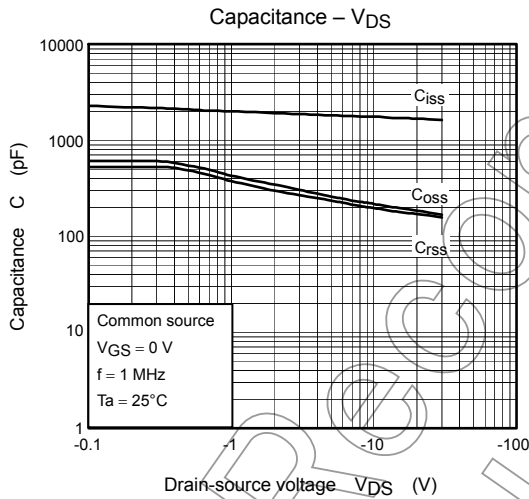 Capacitance – VDS
10000
1000
100
10
1
Capacitance C (pF)
Ciss
Coss
Crss
Common source
VGS = 0 V
f = 1 MHz
Ta = 25°C
-0.1
-1
-10
-100
Drain-source voltage VDS (V)